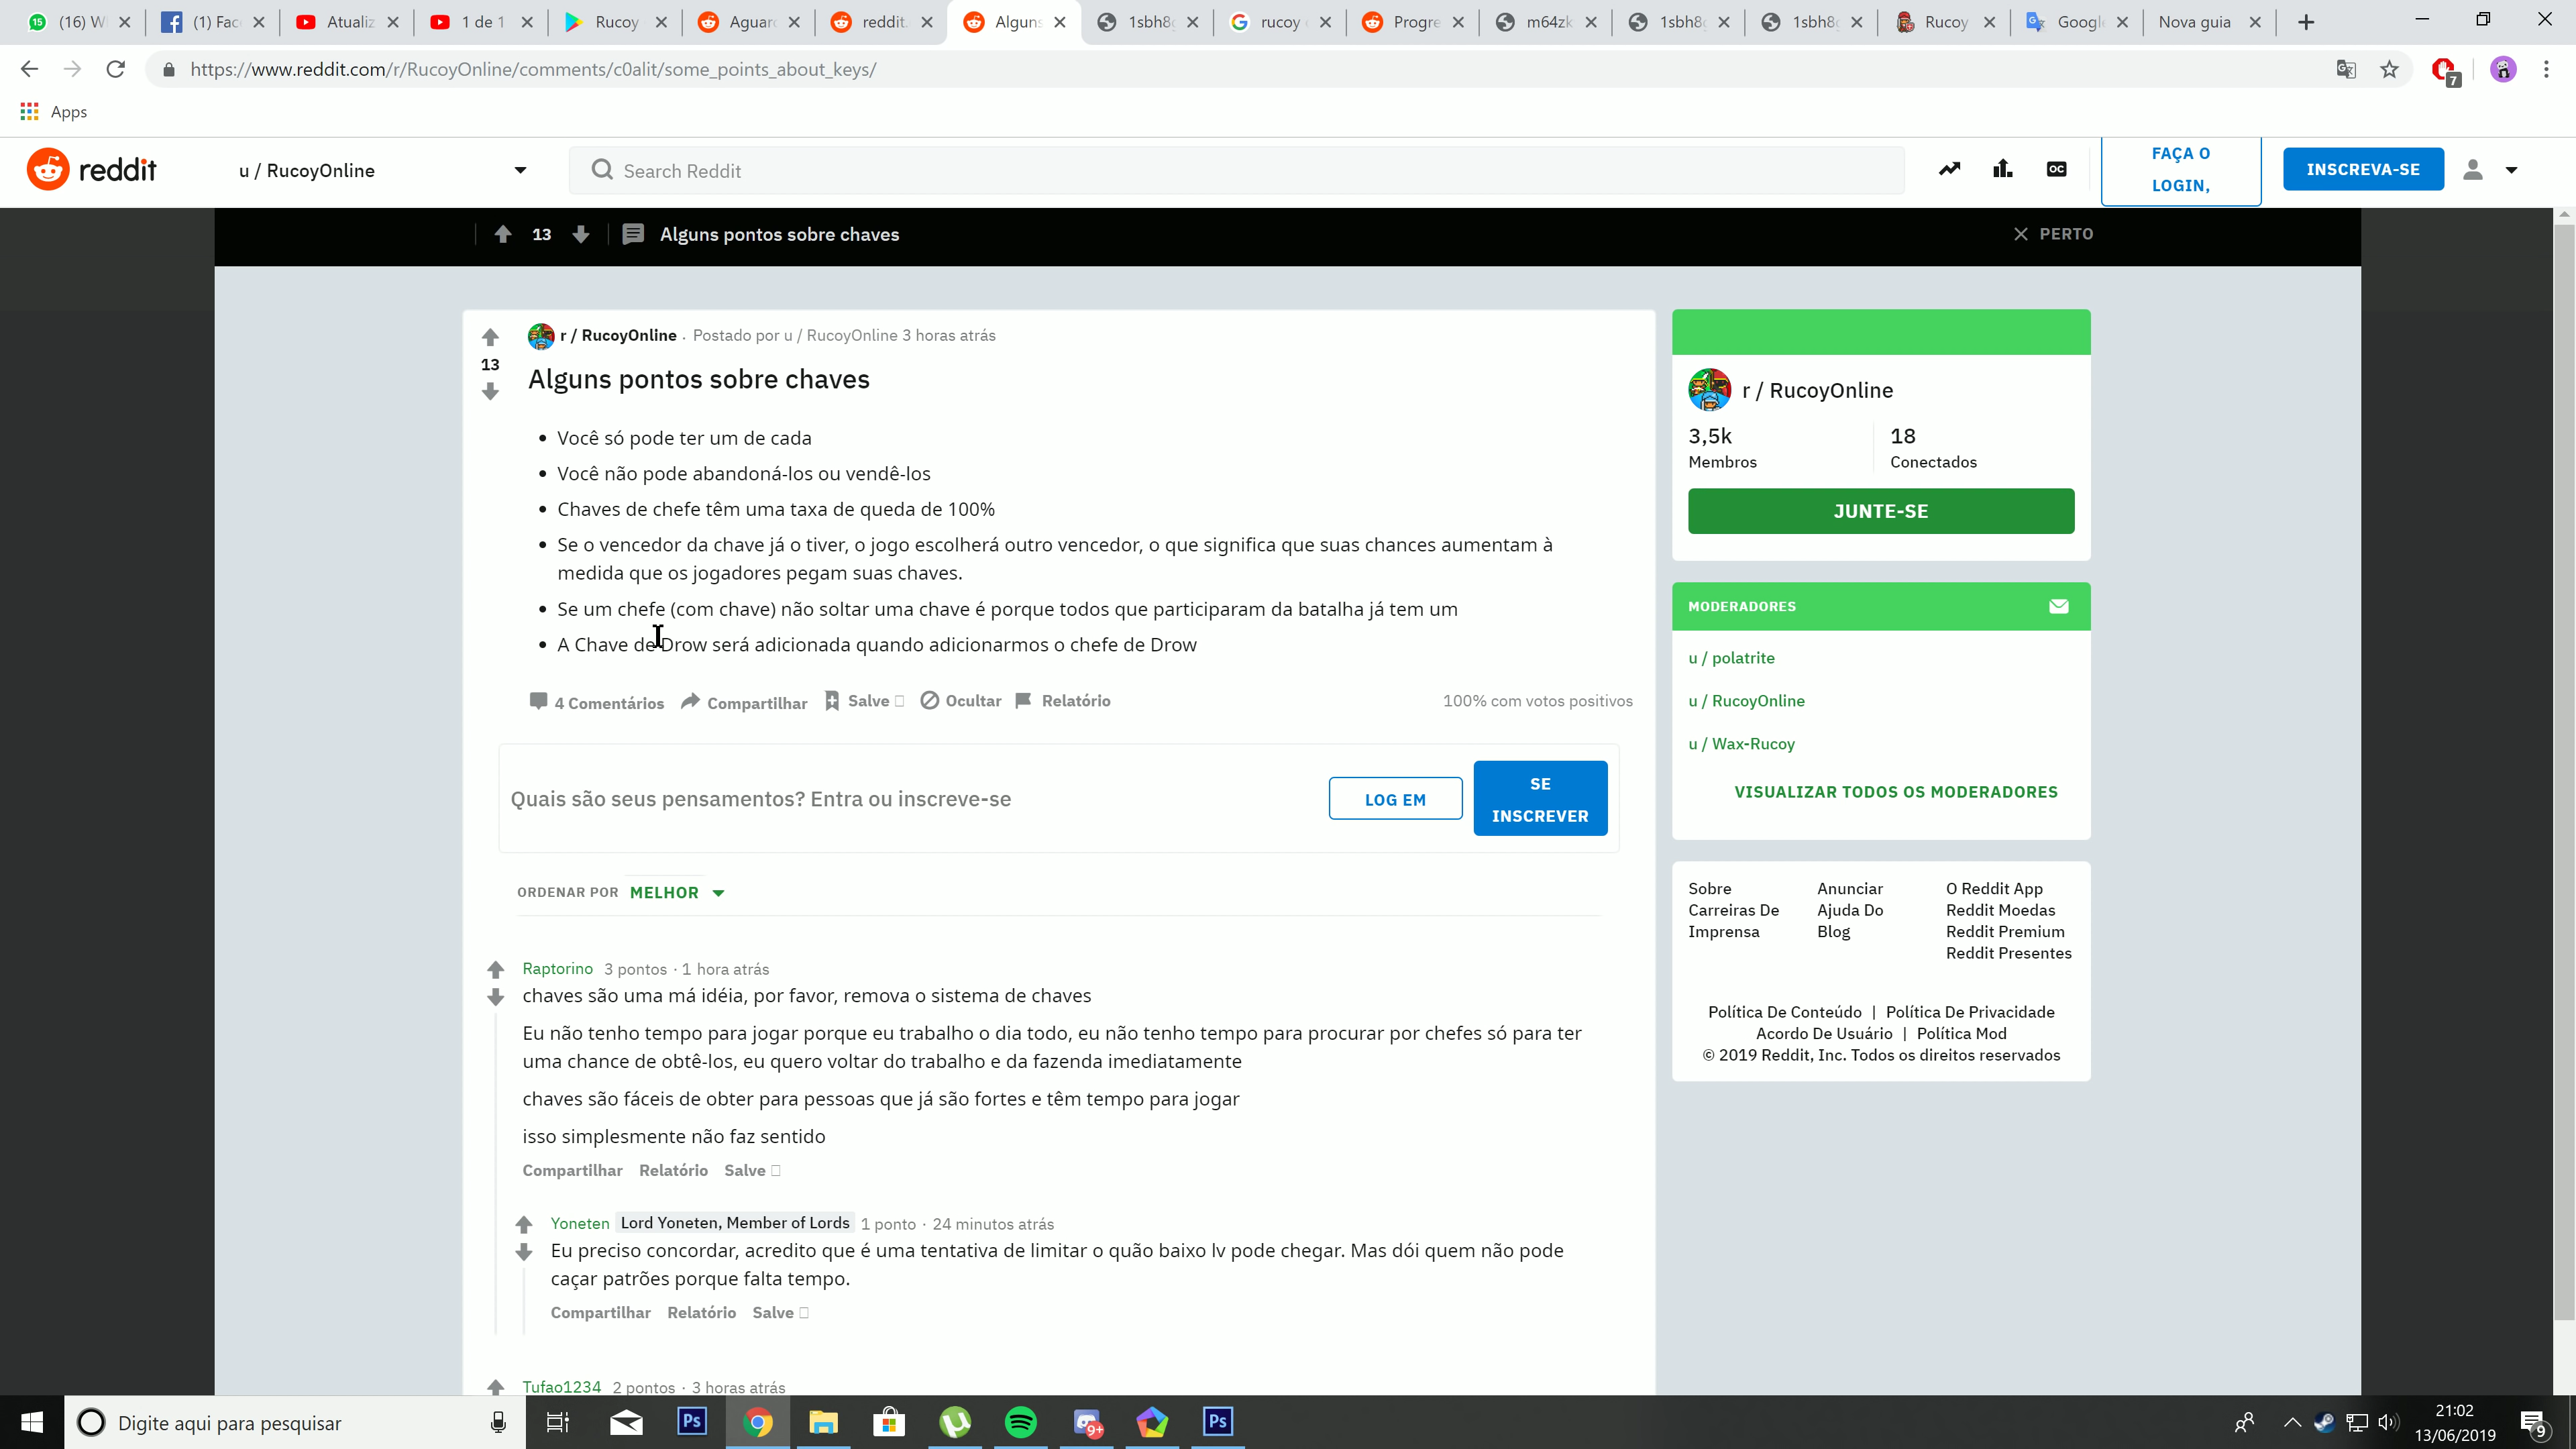 (16) W
(1) Fac
Atualiz
1 de 1
Rucoy
Aguar
reddit.
Alguns
1sbh8g
rucoy
Progre
m64zk
1sbh8g
1sbh8g
Rucoy
Google
Nova guia
https://www.reddit.com/r/RucoyOnline/comments/c0alit/some_points_about_keys/
7
Apps
reddit
u / RucoyOnline
Search Reddit
OC
FAÇA O
LOGIN,
INSCREVA-SE
13
Alguns pontos sobre chaves
PERTO
r / RucoyOnline . Postado por u / RucoyOnline 3 horas atrás
13
Alguns pontos sobre chaves
• Você só pode ter um de cada
• Você não pode abandoná-los ou vendê-los
• Chaves de chefe têm uma taxa de queda de 100%
• Se o vencedor da chave já o tiver, o jogo escolherá outro vencedor, o que significa que suas chances aumentam à
medida que os jogadores pegam suas chaves.
• Se um chefe (com chave) não soltar uma chave é porque todos que participaram da batalha já tem um
• A Chave de Drow será adicionada quando adicionarmos o chefe de Drow
4 Comentários Compartilhar Salve Ocultar Relatório 100% com votos positivos
Quais são seus pensamentos? Entra ou inscreve-se
LOG EM
SE
INSCREVER
ORDENAR POR MELHOR
Raptorino 3 pontos · 1 hora atrás
chaves são uma má idéia, por favor, remova o sistema de chaves
Eu não tenho tempo para jogar porque eu trabalho o dia todo, eu não tenho tempo para procurar por chefes só para ter
uma chance de obtê-los, eu quero voltar do trabalho e da fazenda imediatamente
chaves são fáceis de obter para pessoas que já são fortes e têm tempo para jogar
isso simplesmente não faz sentido
Compartilhar Relatório Salve
Yoneten Lord Yoneten, Member of Lords 1 ponto · 24 minutos atrás
Eu preciso concordar, acredito que é uma tentativa de limitar o quão baixo lv pode chegar. Mas dói quem não pode
caçar patrões porque falta tempo.
Compartilhar Relatório Salve
Tufao1234 2 pontos · 3 horas atrás
r / RucoyOnline
3,5k
Membros
18
Conectados
JUNTE-SE
MODERADORES
u / polatrite
u / RucoyOnline
u / Wax-Rucoy
VISUALIZAR TODOS OS MODERADORES
Sobre
Carreiras De
Imprensa
Anunciar
Ajuda Do
Blog
O Reddit App
Reddit Moedas
Reddit Premium
Reddit Presentes
Política De Conteúdo | Política De Privacidade
Acordo De Usuário | Política Mod
© 2019 Reddit, Inc. Todos os direitos reservados
Digite aqui para pesquisar
Ps
9+
Ps
21:02
13/06/2019
9